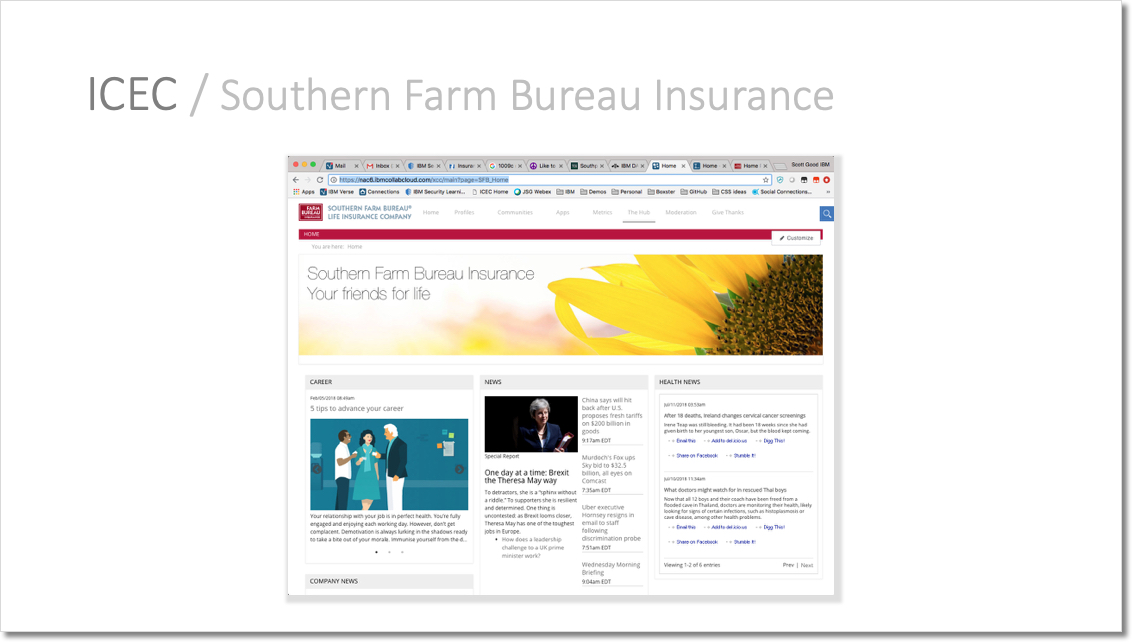 ICEC / Southern Farm Bureau Insurance
Mail
Inbox
IBM So
Insuran
100Sc
Like to
South
IBM D
Home
Home
Home
Scott Good IBM
https://nac6.ibmcollabcloud.com/xcc/main?page=SFB_Home
Apps IBM Verse Connections IBM Security Learni... ICEC Home JSG Webex IBM Demos Personal Boxster GitHub CSS ideas Social Connections... »
FARM BUREAU
SOUTHERN FARM BUREAU®
LIFE INSURANCE COMPANY
Home Profiles Communities Apps Metrics The Hub Moderation Give Thanks
HOME
Customize
You are here: Home
Southern Farm Bureau Insurance
Your friends for life
CAREER
Feb/05/2018 08:49am
5 tips to advance your career
Your relationship with your job is in perfect health. You're fully
engaged and enjoying each working day. However, don't get
complacent. Demotivation is always lurking in the shadows ready
to take a bite out of your morale. Immunise yourself from the d...
COMPANY NEWS
NEWS
Special Report
One day at a time: Brexit
the Theresa May way
To detractors, she is a "sphinx without
a riddle." To supporters she is resilient
and determined. One thing is
uncontested: as Brexit looms closer,
Theresa May has one of the toughest
jobs in Europe.
• How does a leadership
challenge to a UK prime
minister work?
China says will hit
back after U.S.
proposes fresh tariffs
on $200 billion in
goods
9:17am EDT
Murdoch's Fox ups
Sky bid to $32.5
billion, all eyes on
Comcast
7:35am EDT
Uber executive
Hornsey resigns in
email to staff
following
discrimination probe
7:51am EDT
Wednesday Morning
Briefing
9:04am EDT
HEALTH NEWS
Jul/11/2018 03:53am
After 18 deaths, Ireland changes cervical cancer screenings
Irene Teap was still bleeding. It had been 18 weeks since she had
given birth to her youngest son, Oscar, but the blood kept coming.
Email this Add to del.icio.us Digg This!
Share on Facebook Stumble It!
Jul/10/2018 11:34am
What doctors might watch for in rescued Thai boys
Now that all 12 boys and their coach have been freed from a
flooded cave in Thailand, doctors are monitoring their health, likely
looking for signs of certain infections, such as histoplasmosis or
cave disease, among other health problems.
Email this Add to del.icio.us Digg This!
Share on Facebook Stumble It!
Viewing 1-2 of 6 entries
Prev | Next